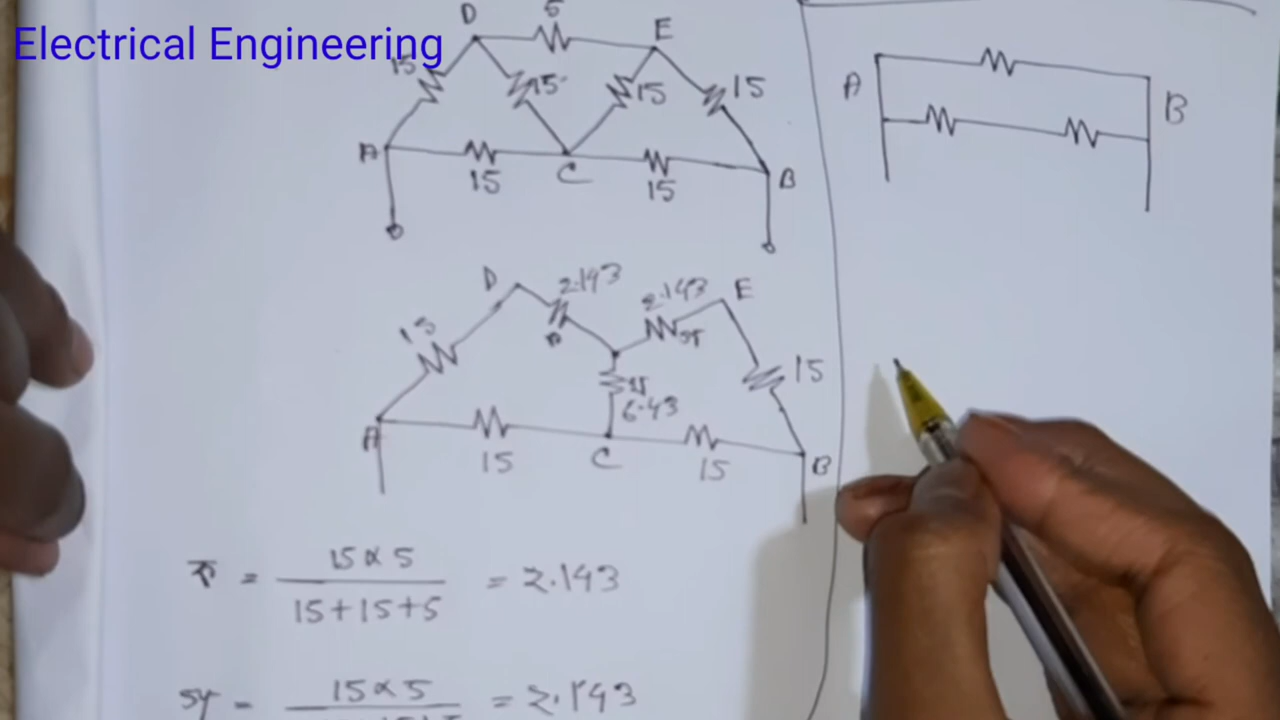 Electrical Engineering
D 5 E
15 15 15 15
A C B
15 15
A B
D 2.143 2.143 E
15 15
6.43
A 15 C 15 B
= 15 × 5 / 15+15+5 = 2.143
= 15 × 5 = 2.143